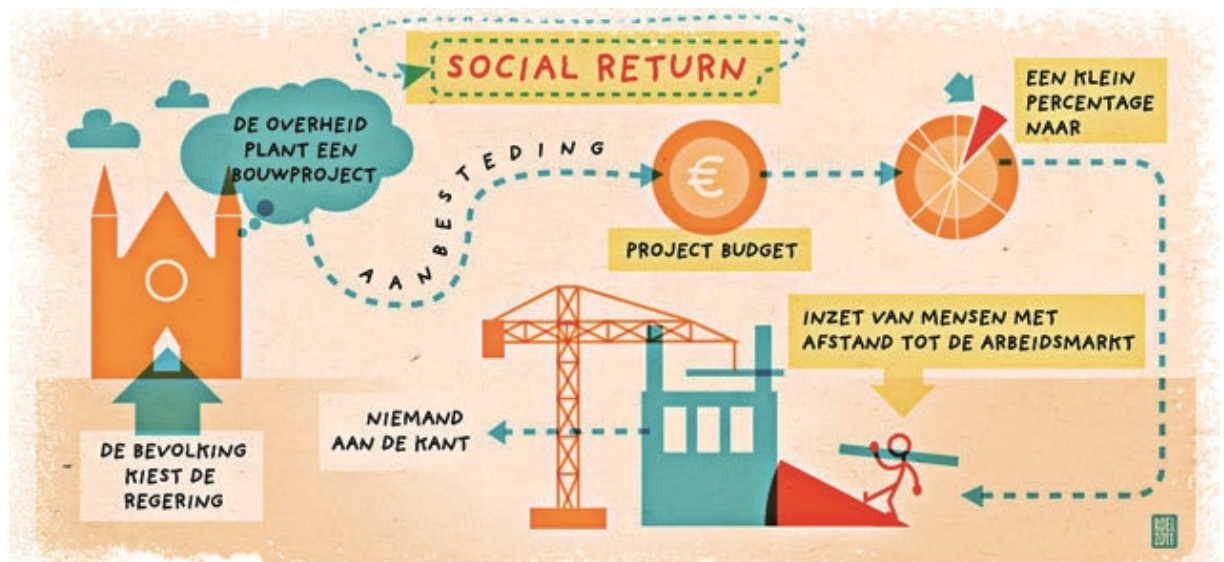 SOCIAL RETURN
DE OVERHEID
PLANT EEN
BOUWPROJECT
AANBESTEDING
€
PROJECT BUDGET
EEN KLEIN
PERCENTAGE
NAAR
INZET VAN MENSEN MET
AFSTAND TOT DE ARBEIDSMARKT
NIEMAND
AAN DE KANT
DE BEVOLKING
KIEST DE
REGERING
2011